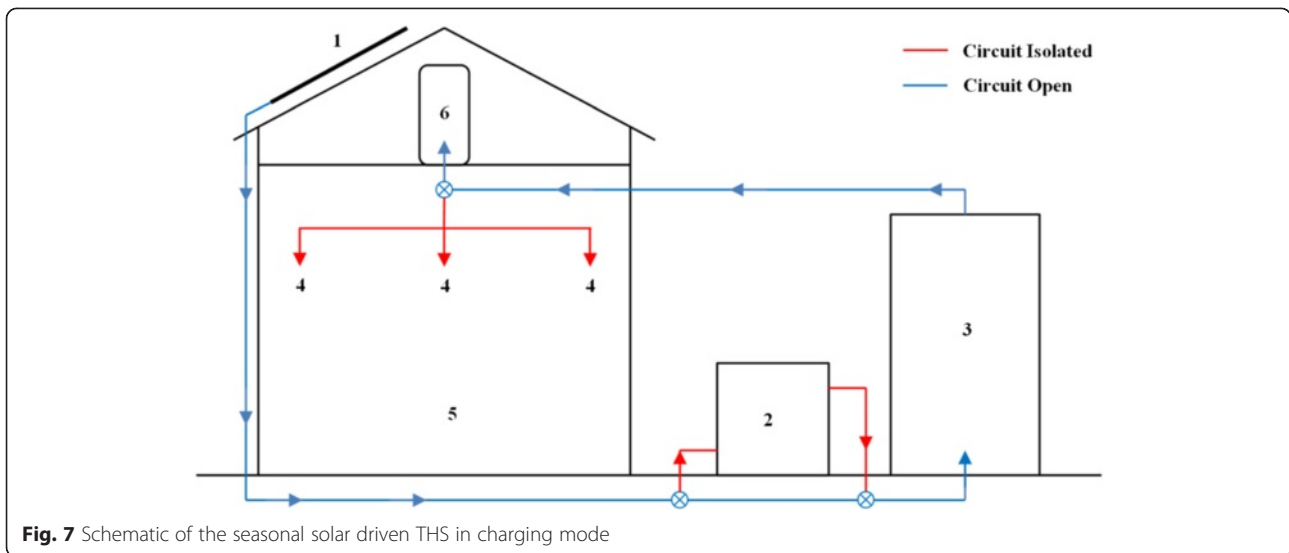 1
Circuit Isolated
Circuit Open
6
4 4 4
3
5
2
Fig. 7 Schematic of the seasonal solar driven THS in charging mode